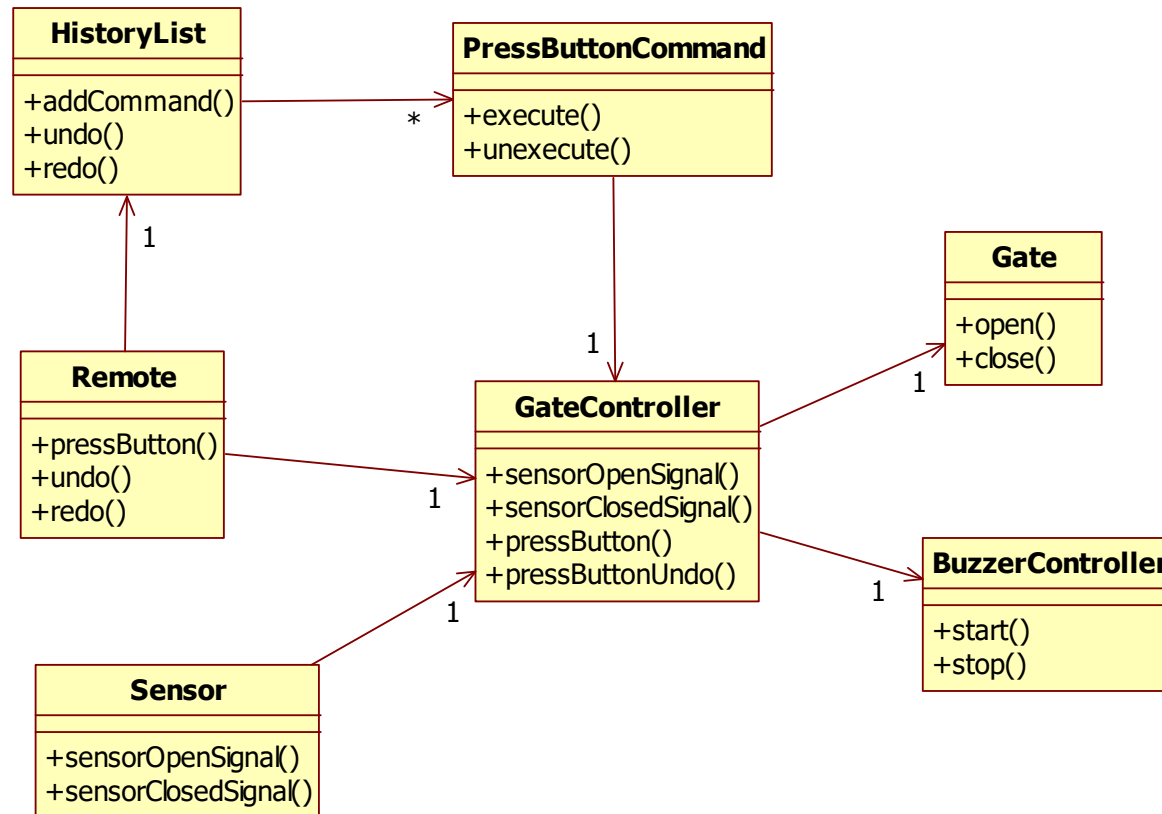 HistoryList
+addCommand()
+undo()
+redo()
PressButtonCommand
+execute()
+unexecute()
*
1
1
Gate
+open()
+close()
1
Remote
+pressButton()
+undo()
+redo()
1
GateController
+sensorOpenSignal()
+sensorClosedSignal()
+pressButton()
+pressButtonUndo()
1
BuzzerController
+start()
+stop()
1
Sensor
+sensorOpenSignal()
+sensorClosedSignal()